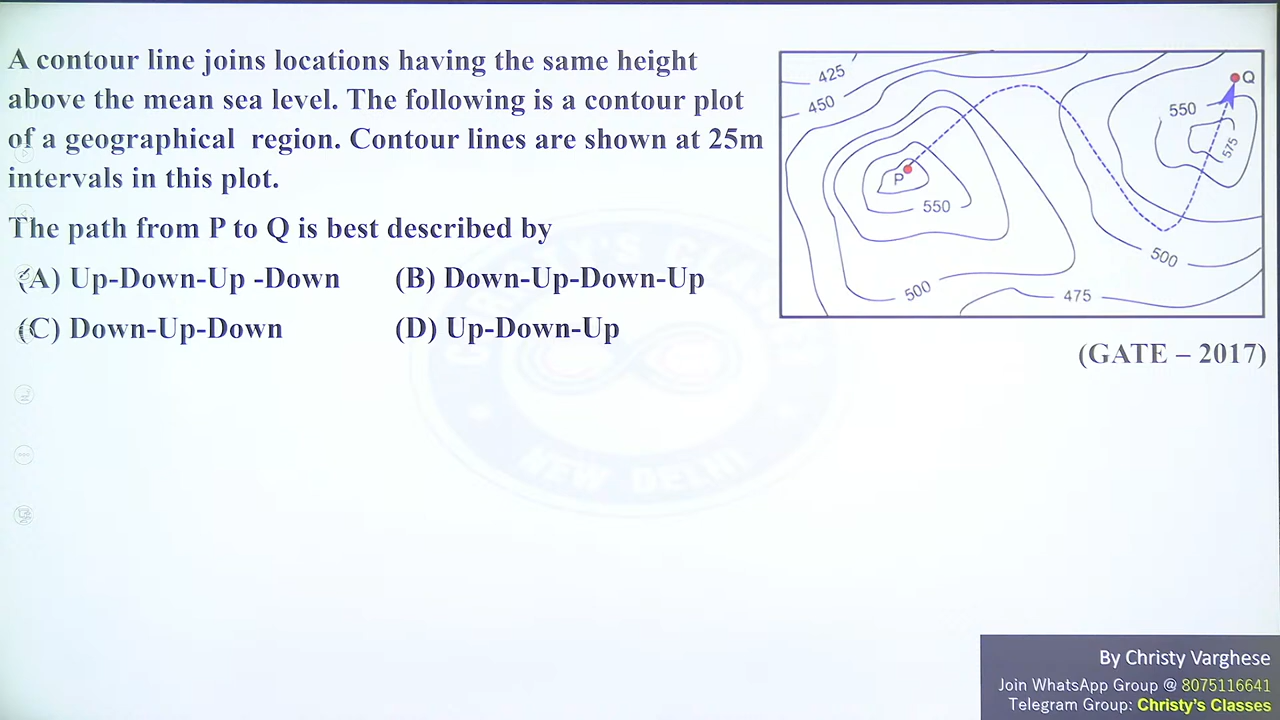 A contour line joins locations having the same height
above the mean sea level. The following is a contour plot
of a geographical region. Contour lines are shown at 25m
intervals in this plot.
The path from P to Q is best described by
(A) Up-Down-Up -Down (B) Down-Up-Down-Up
(C) Down-Up-Down (D) Up-Down-Up
425
450
P
550
500
475
550
575
Q
500
(GATE – 2017)
NEW DELHI
By Christy Varghese
Join WhatsApp Group @ 8075116641
Telegram Group: Christy's Classes